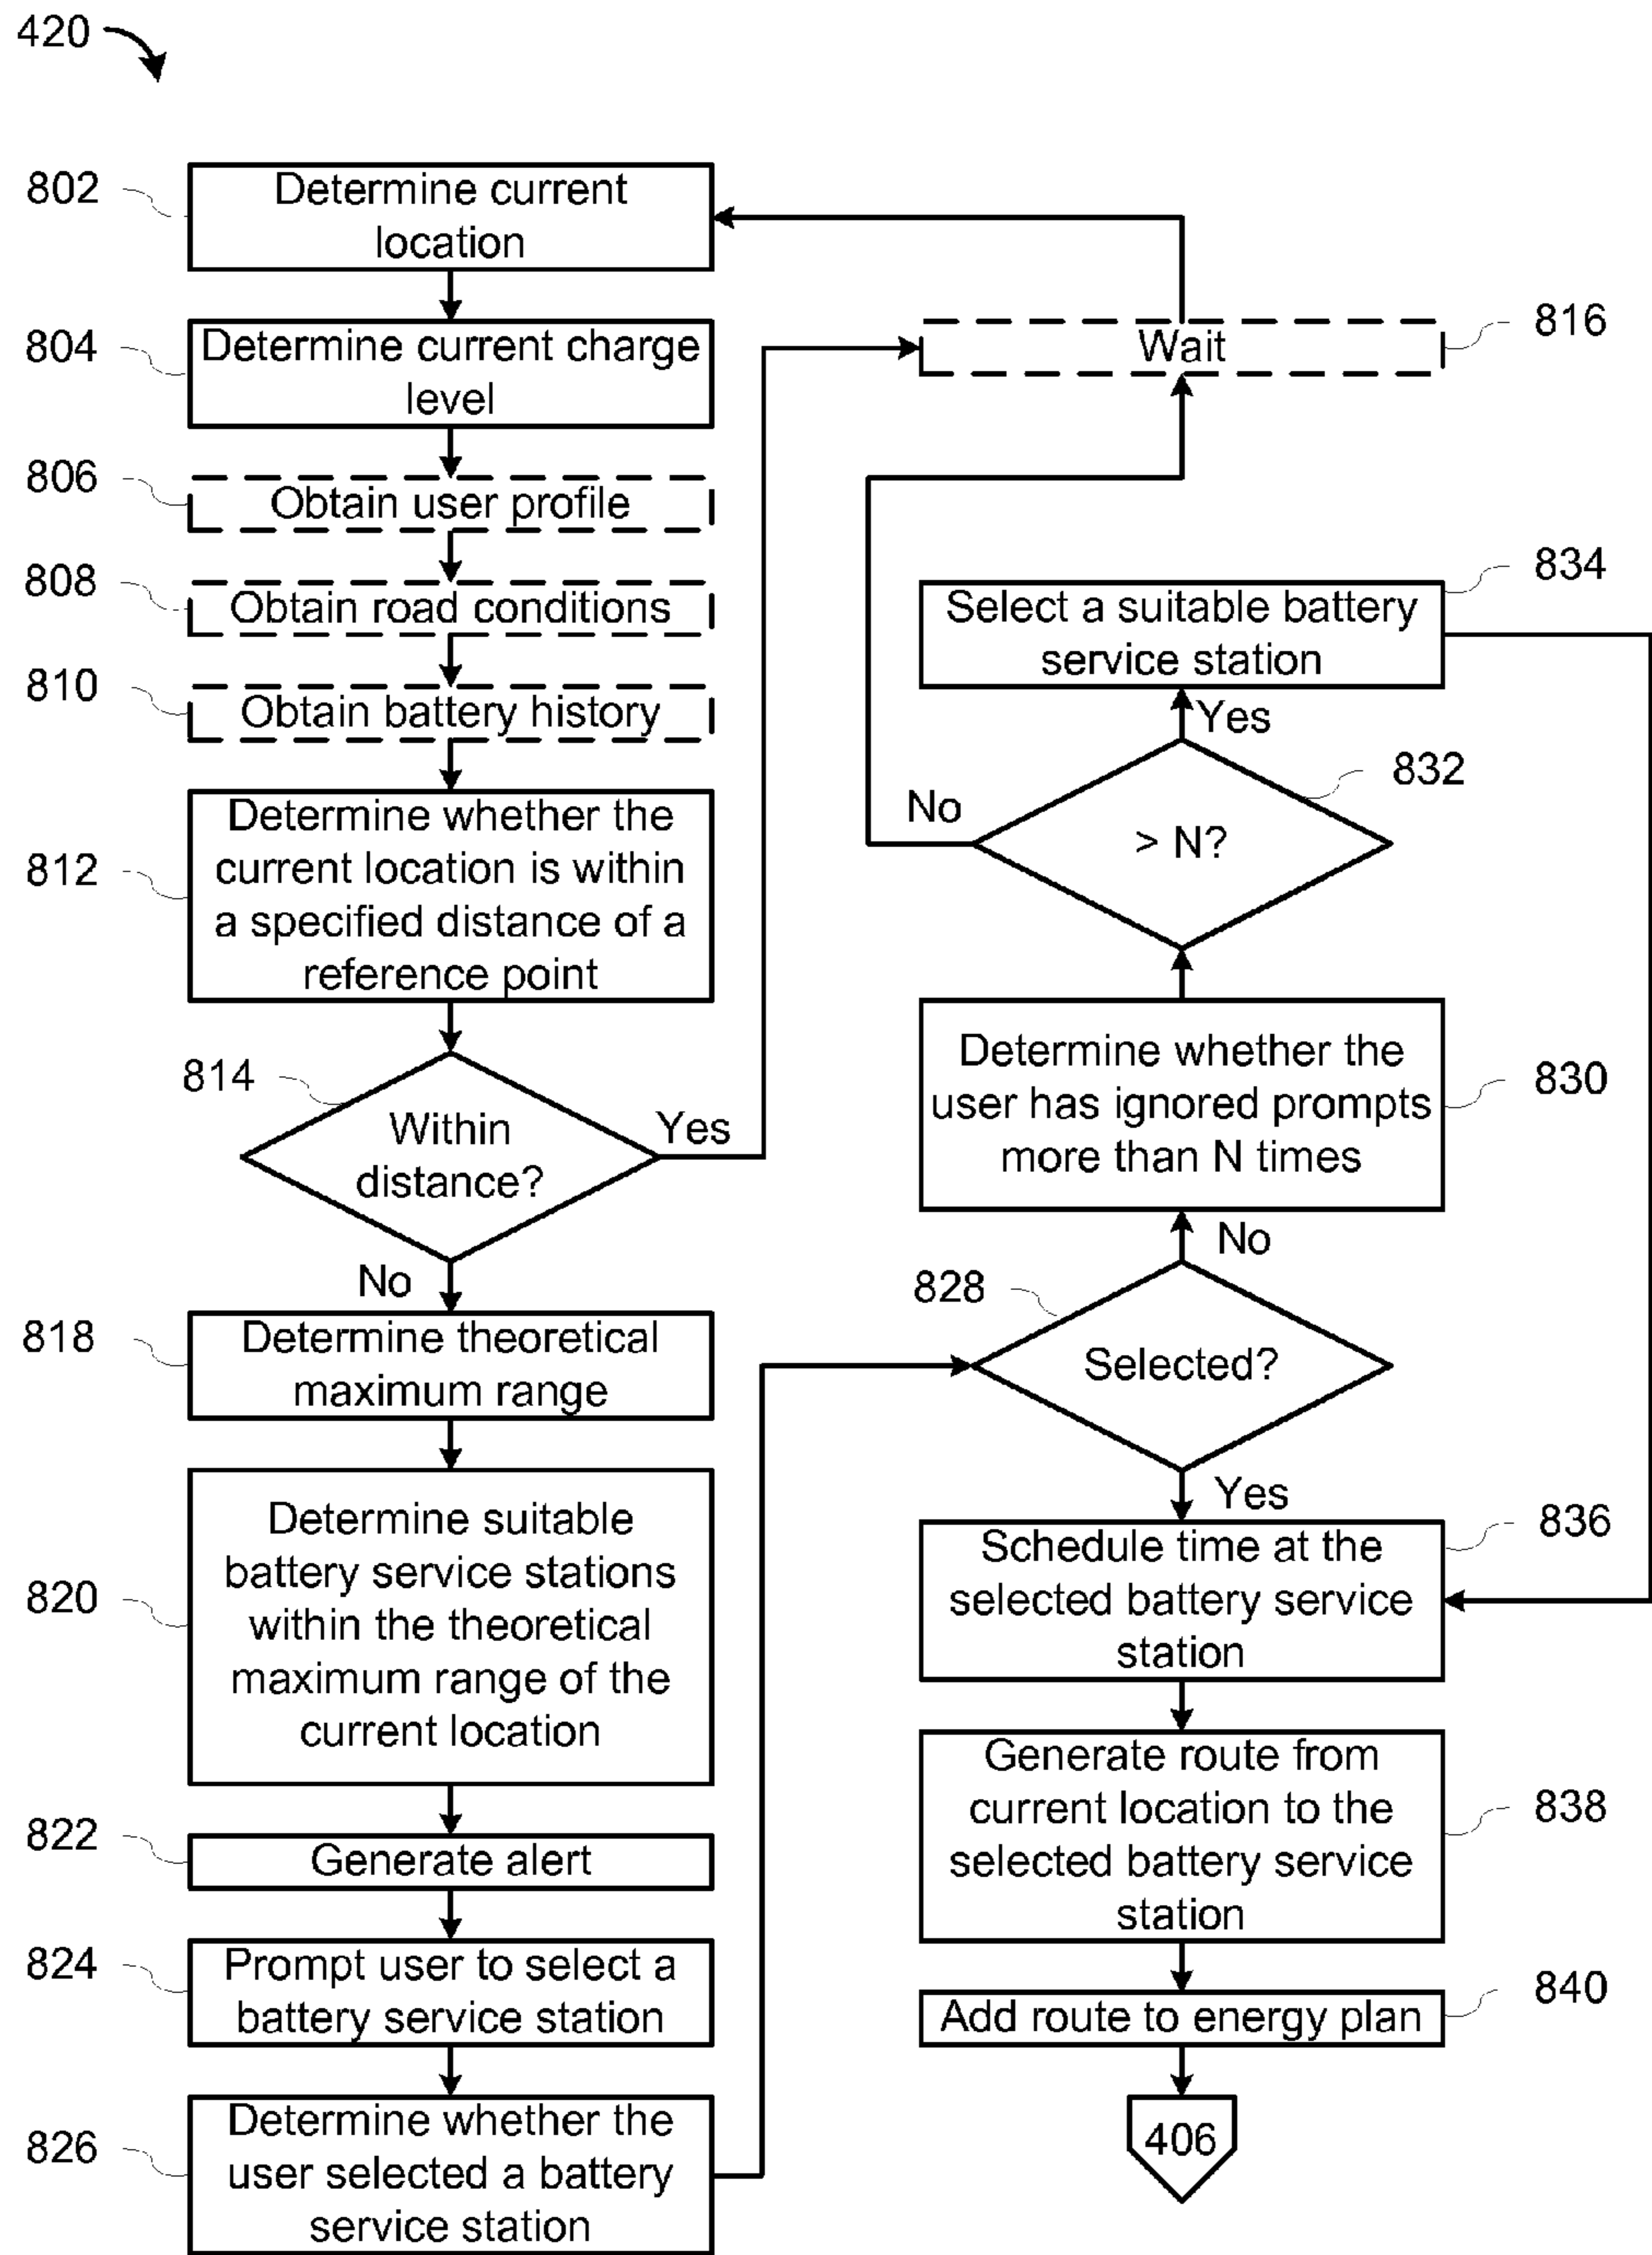 420
802
Determine current
location
804
Determine current charge
level
806
Obtain user profile
808
Obtain road conditions
810
Obtain battery history
812
Determine whether the
current location is within
a specified distance of a
reference point
814
Within
distance?
Yes
No
818
Determine theoretical
maximum range
820
Determine suitable
battery service stations
within the theoretical
maximum range of the
current location
822
Generate alert
824
Prompt user to select a
battery service station
826
Determine whether the
user selected a battery
service station
Wait
816
834
Select a suitable battery
service station
Yes
832
No
> N?
Determine whether the
user has ignored prompts
more than N times
830
No
828
Selected?
Yes
836
Schedule time at the
selected battery service
station
Generate route from
current location to the
selected battery service
station
838
840
Add route to energy plan
406